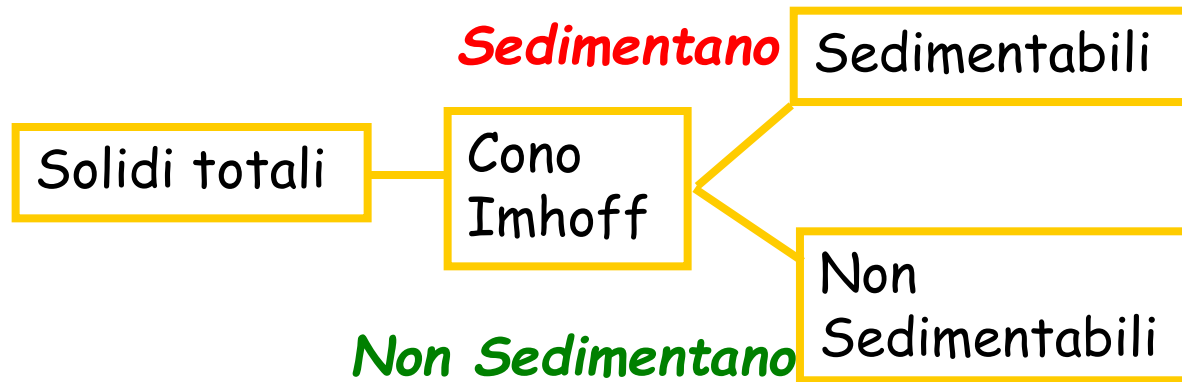 Sedimentano
Sedimentabili
Solidi totali
Cono
Imhoff
Non
Sedimentabili
Non Sedimentano